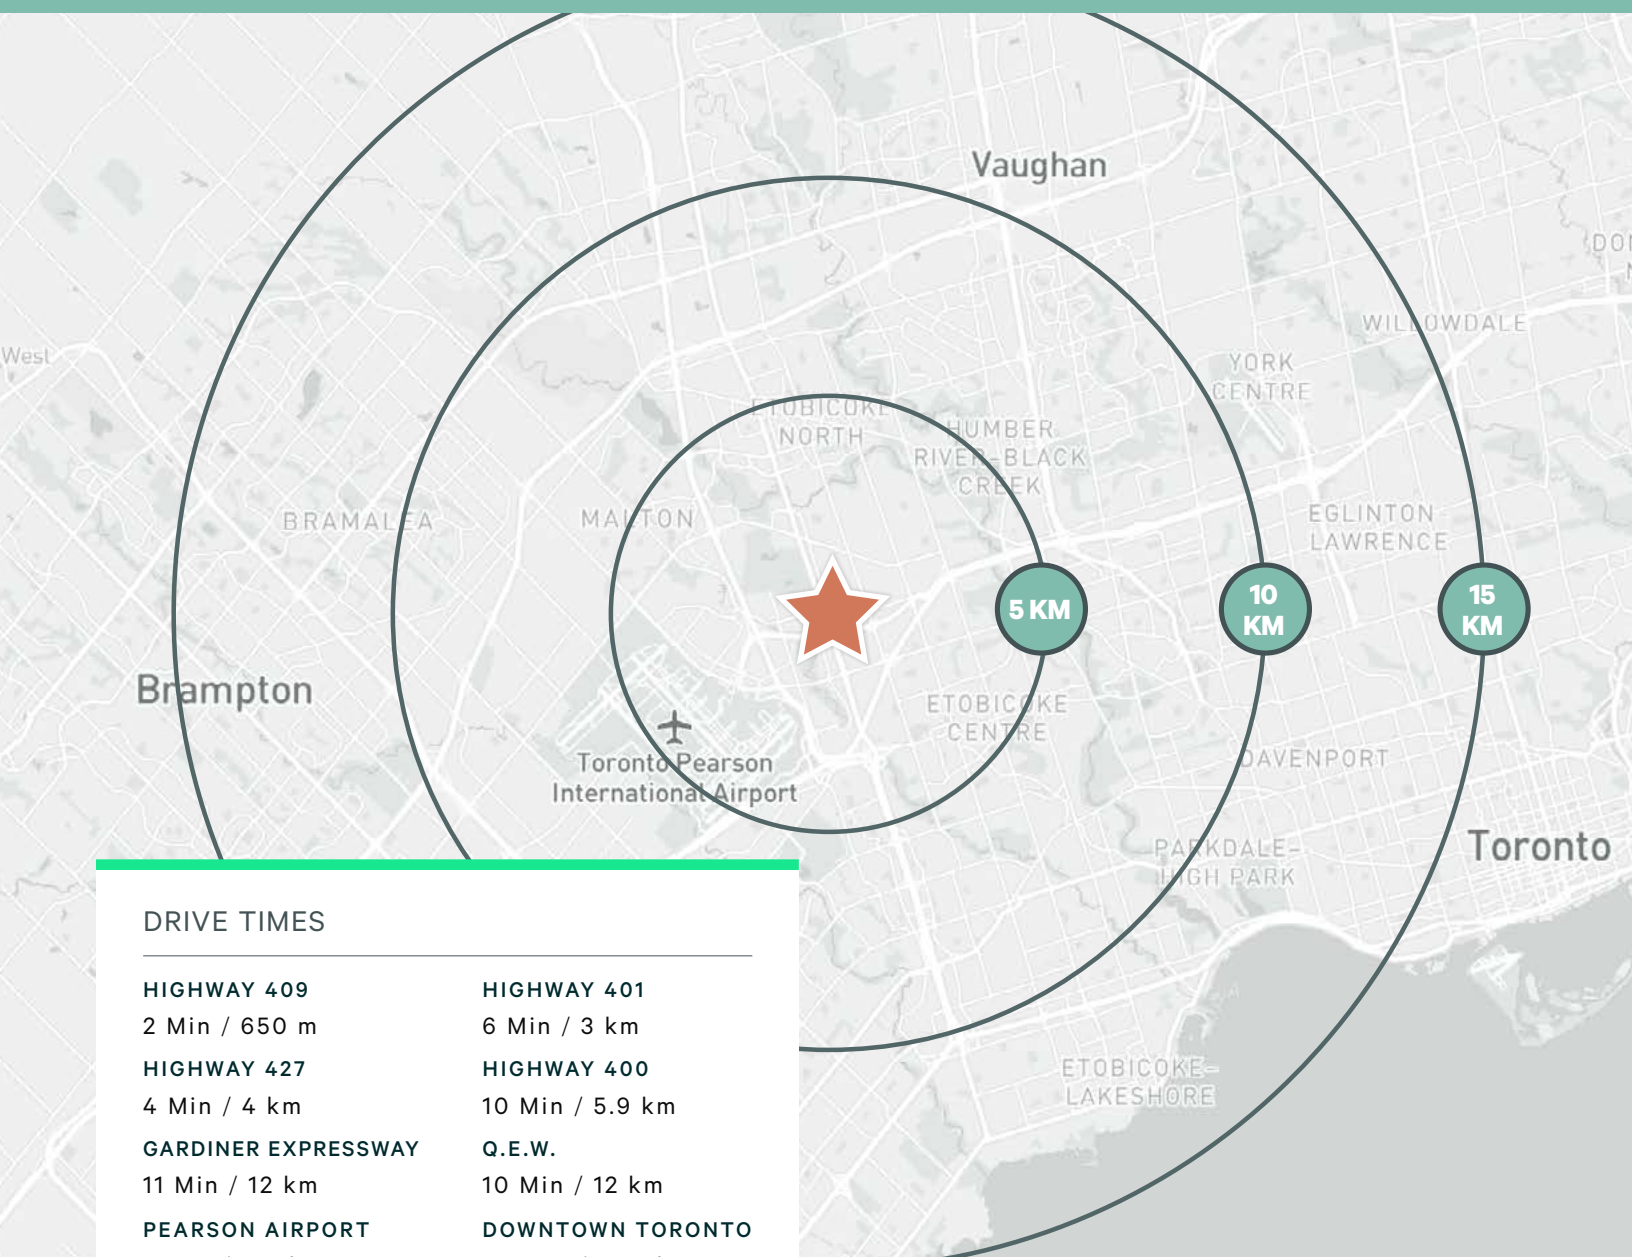 Vaughan
DO
WILLOWDALE
West
YORK
CENTRE
ETOBICOKE
NORTH
HUMBER
RIVER-BLACK
CREEK
BRAMALEA
MALTON
EGLINTON-
LAWRENCE
5 KM
10
KM
15
KM
Brampton
ETOBICOKE
CENTRE
Toronto Pearson
International Airport
DAVENPORT
PARKDALE-
HIGH PARK
Toronto
DRIVE TIMES
HIGHWAY 409
2 Min / 650 m
HIGHWAY 401
6 Min / 3 km
HIGHWAY 427
4 Min / 4 km
HIGHWAY 400
10 Min / 5.9 km
GARDINER EXPRESSWAY
11 Min / 12 km
Q.E.W.
10 Min / 12 km
PEARSON AIRPORT
DOWNTOWN TORONTO
ETOBICOKE-
LAKESHORE